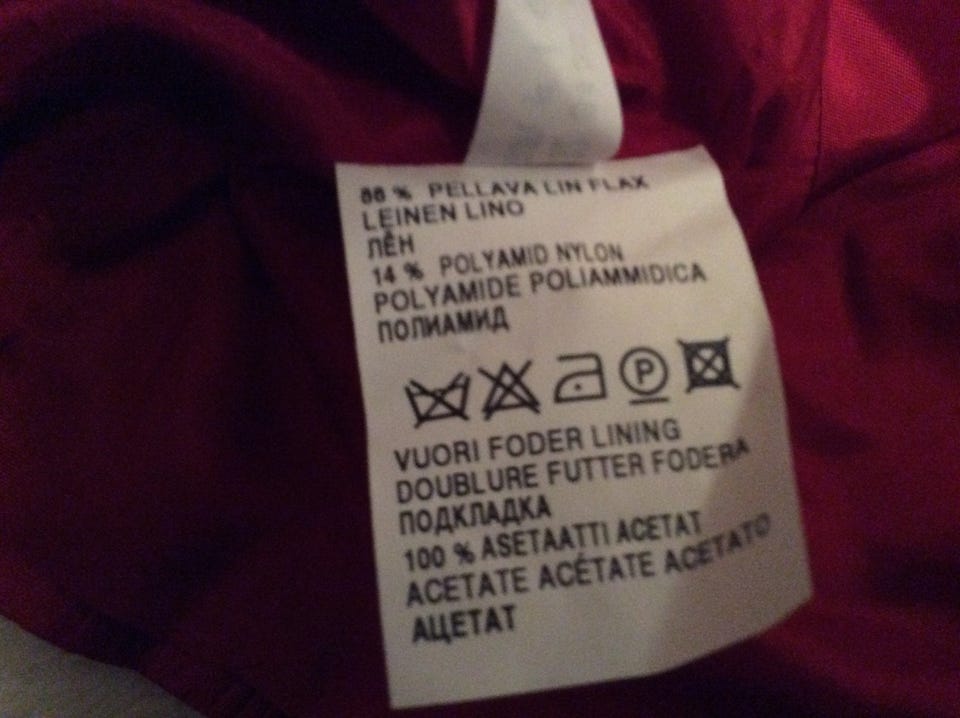 86 % PELLAVA LIN FLAX
LEINEN LINO
ЛЁН
14 % POLYAMID NYLON
POLYAMIDE POLIAMMIDICA
ПОЛИАМИД
P
VUORI FODER LINING
DOUBLURE FUTTER FODERA
ПОДКЛАДКА
100 % ASETAATTI ACETAT
ACETATE ACÉTATE ACETATO
АЦЕТАТ